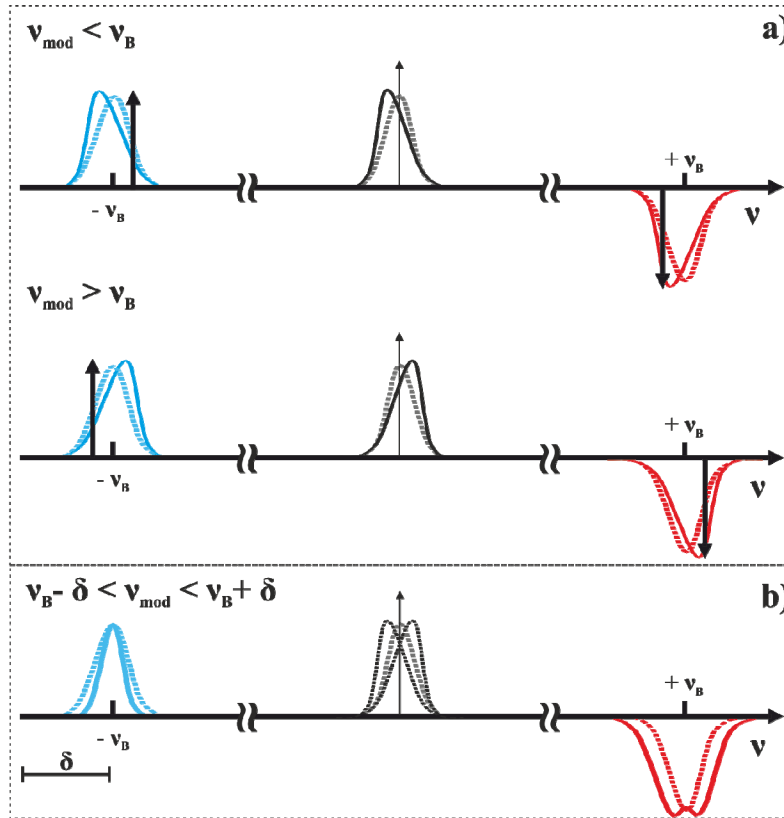 ν_mod < ν_B
a)
- ν_B
+ ν_B
ν
ν_mod > ν_B
- ν_B
+ ν_B
ν
ν_B - δ < ν_mod < ν_B + δ
b)
- ν_B
+ ν_B
ν
δ